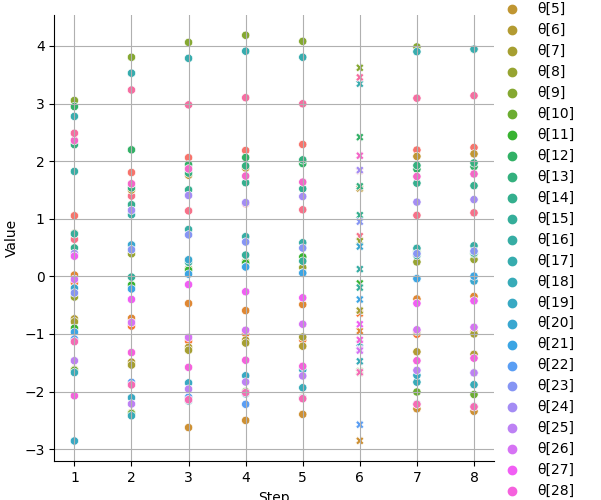 θ[5]
θ[6]
θ[7]
θ[8]
θ[9]
θ[10]
θ[11]
θ[12]
θ[13]
θ[14]
θ[15]
θ[16]
θ[17]
θ[18]
θ[19]
θ[20]
θ[21]
θ[22]
θ[23]
θ[24]
θ[25]
θ[26]
θ[27]
θ[28]
4
3
2
1
0
−1
−2
−3
Value
1 2 3 4 5 6 7 8
Step